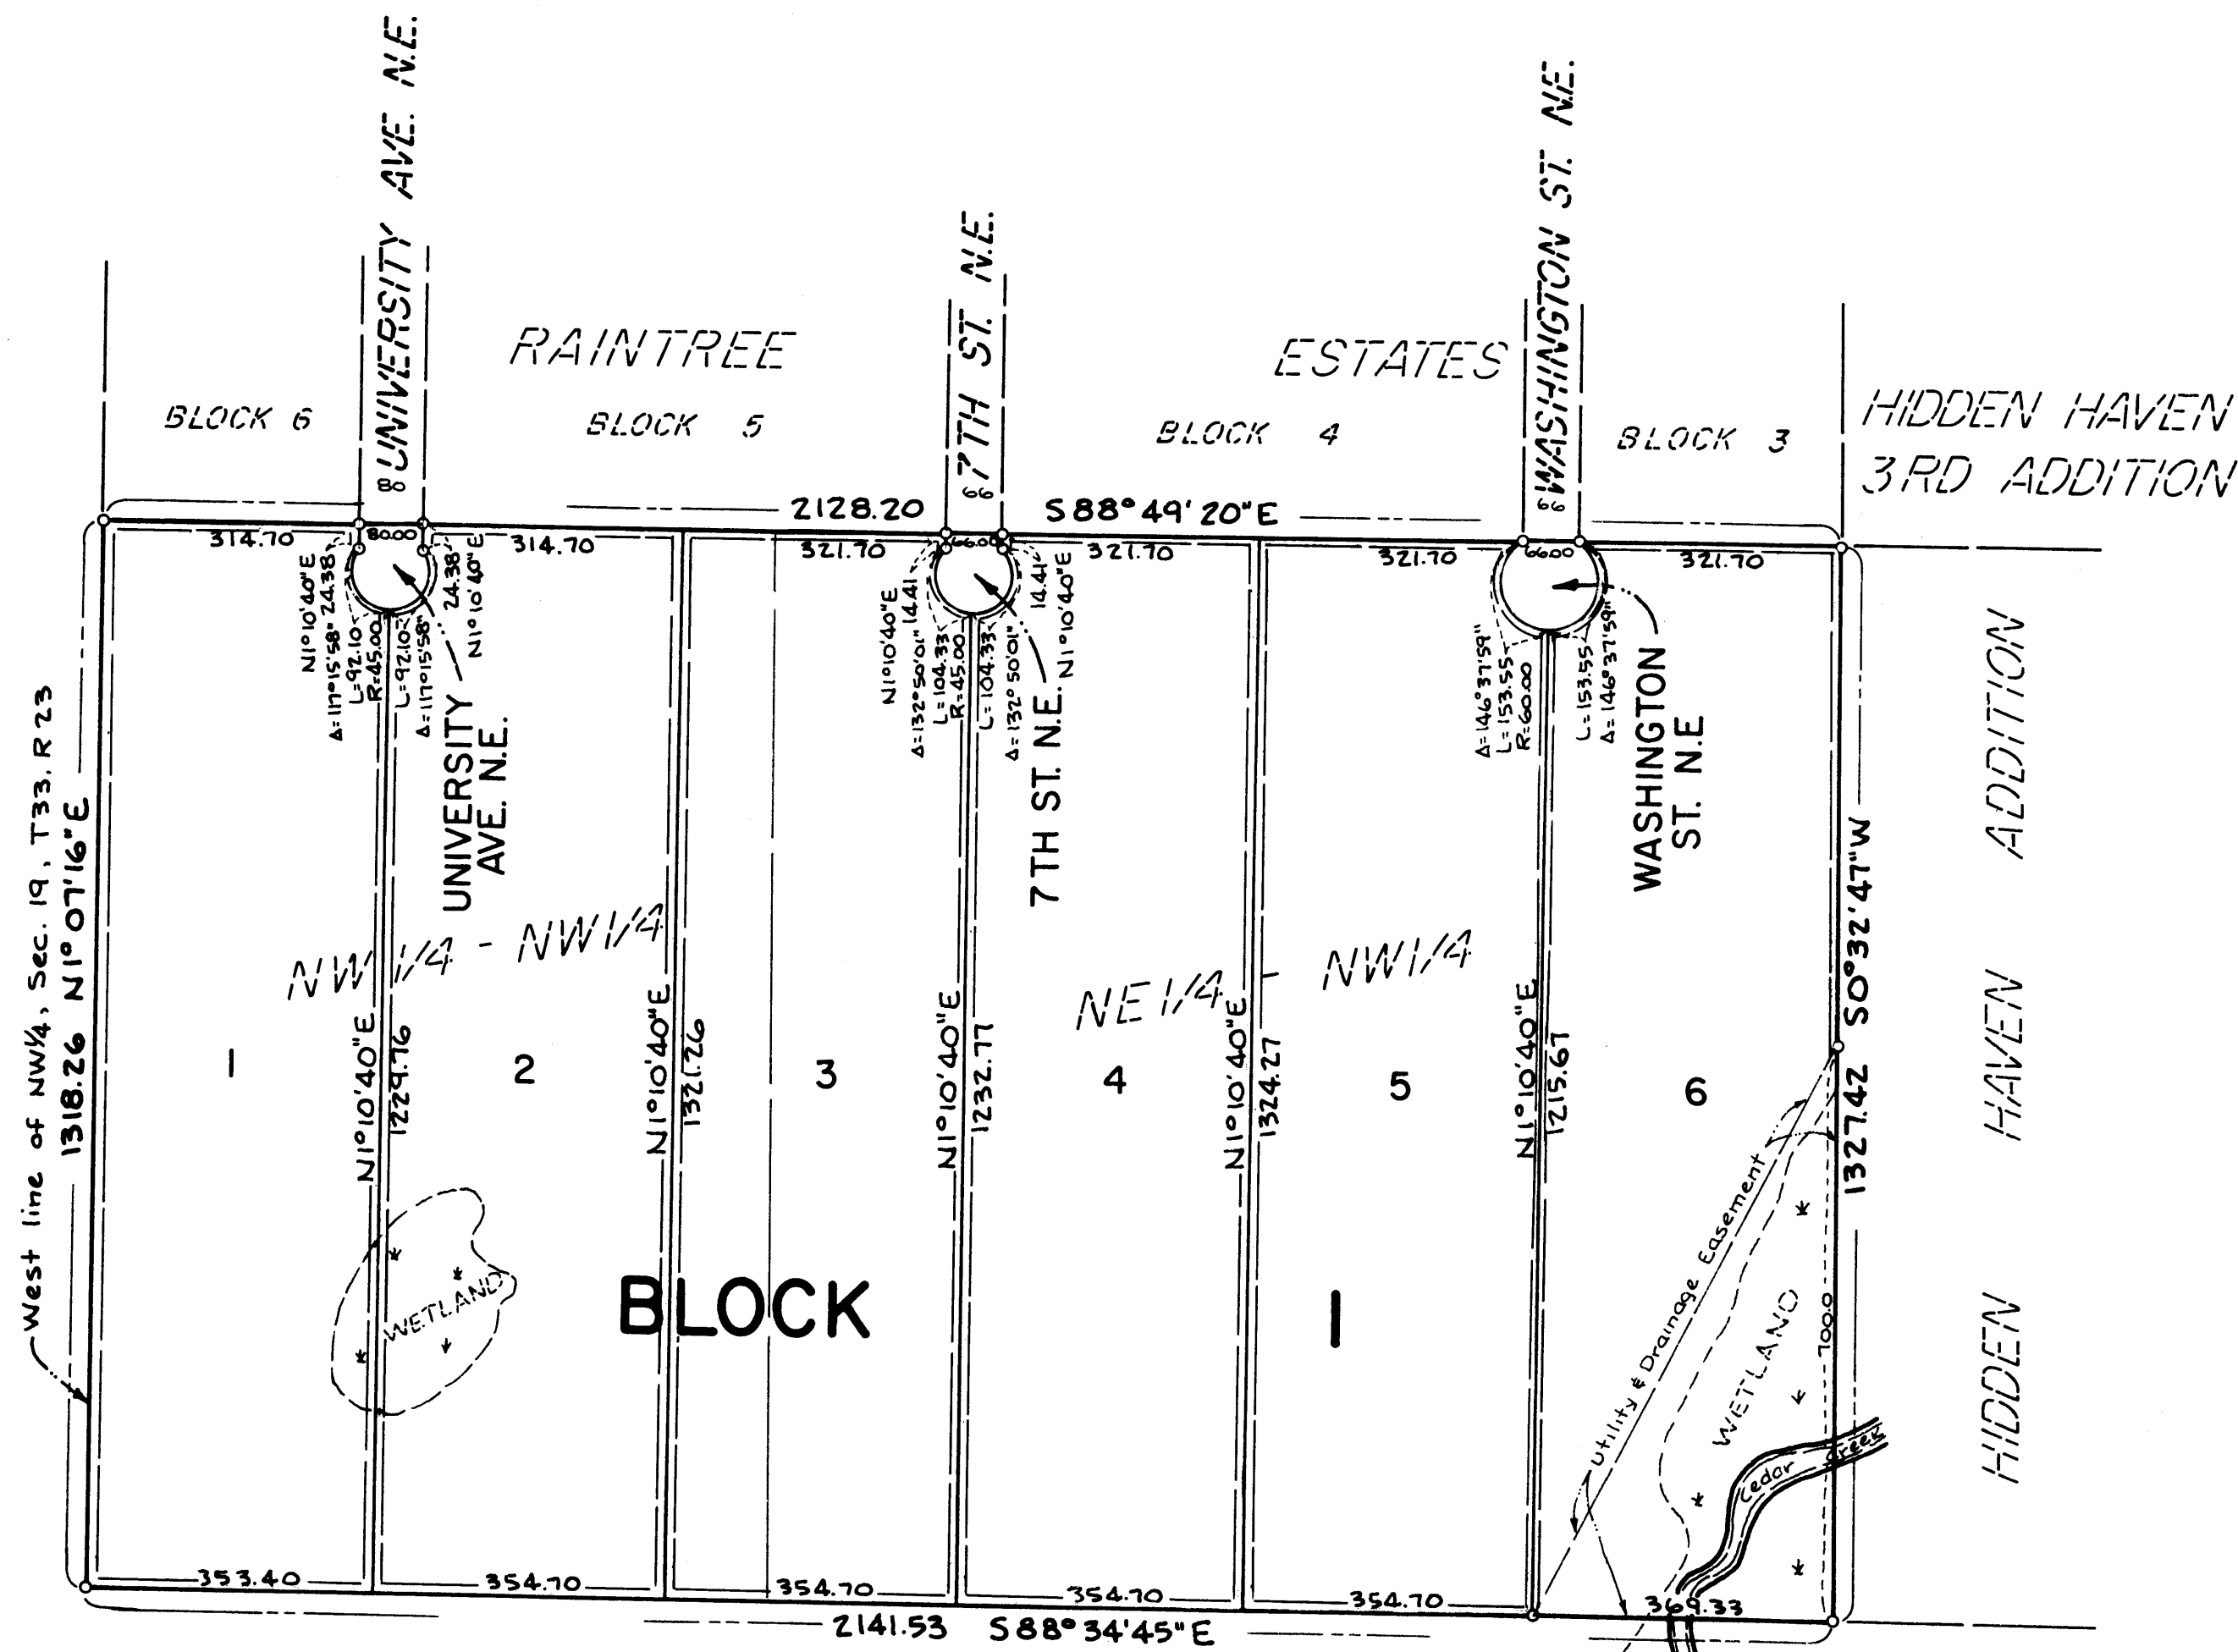 UNIVERSITY AVE. N.E.
7TH ST. N.E.
WASHINGTON ST. N.E.
80
66
66
RAINTREE
ESTATES
BLOCK 6
BLOCK 5
BLOCK 4
BLOCK 3
HIDDEN HAVEN
3RD ADDITION
2128.20 S88°49'20"E
314.70
80.00
314.70
321.70
66.00
321.70
321.70
66.00
321.70
N1°10'40"E
24.38
Δ=117°15'58"
L=92.10
R=45.00
L=92.10
Δ=117°15'58"
24.38
N1°10'40"E
N1°10'40"E
14.41
Δ=132°50'01"
L=104.33
R=45.00
L=104.33
Δ=132°50'01"
14.41
N1°10'40"E
Δ=146°37'59"
L=153.55
R=60.00
L=153.55
Δ=146°37'59"
UNIVERSITY
AVE. N.E.
7TH ST. N.E.
WASHINGTON
ST. N.E
West line of NW¼, Sec. 19, T33, R23
1318.26 N1°07'16"E
NW 1/4 - NW1/4
NE1/4 - NW1/4
N1°10'40"E
1229.76
N1°10'40"E
1321.26
N1°10'40"E
1232.77
N1°10'40"E
1324.27
N1°10'40"E
1215.67
1327.42 S0°32'47"W
HIDDEN HAVEN ADDITION
1
2
3
4
5
6
BLOCK 1
WETLAND
Utility & Drainage Easement
WETLAND
700.0
Cedar Creek
353.40
354.70
354.70
354.70
354.70
369.33
2141.53 S88°34'45"E